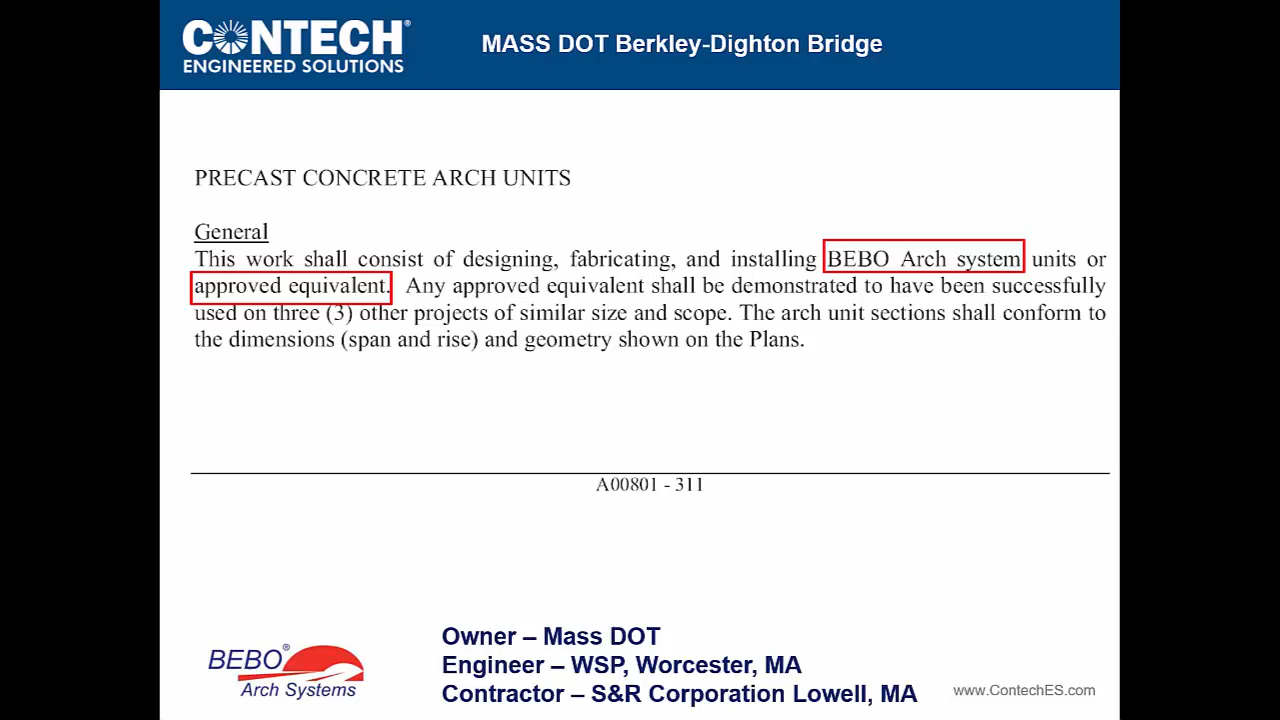 CONTECH®
ENGINEERED SOLUTIONS
MASS DOT Berkley-Dighton Bridge
PRECAST CONCRETE ARCH UNITS
General
This work shall consist of designing, fabricating, and installing BEBO Arch system units or
approved equivalent. Any approved equivalent shall be demonstrated to have been successfully
used on three (3) other projects of similar size and scope. The arch unit sections shall conform to
the dimensions (span and rise) and geometry shown on the Plans.
A00801 - 311
BEBO®
Arch Systems
Owner – Mass DOT
Engineer – WSP, Worcester, MA
Contractor – S&R Corporation Lowell, MA
www.ContechES.com